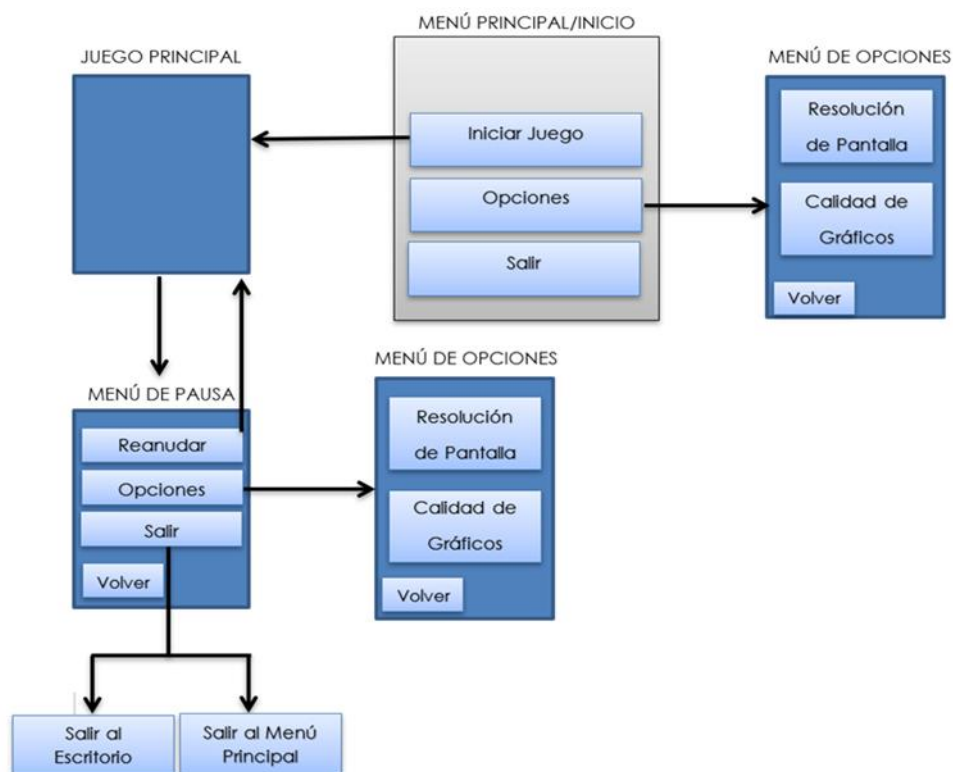 MENÚ PRINCIPAL/INICIO
JUEGO PRINCIPAL
MENÚ DE OPCIONES
Iniciar Juego
Opciones
Salir
Resolución
de Pantalla
Calidad de
Gráficos
Volver
MENÚ DE PAUSA
Reanudar
Opciones
Salir
Volver
MENÚ DE OPCIONES
Resolución
de Pantalla
Calidad de
Gráficos
Volver
Salir al
Escritorio
Salir al Menú
Principal